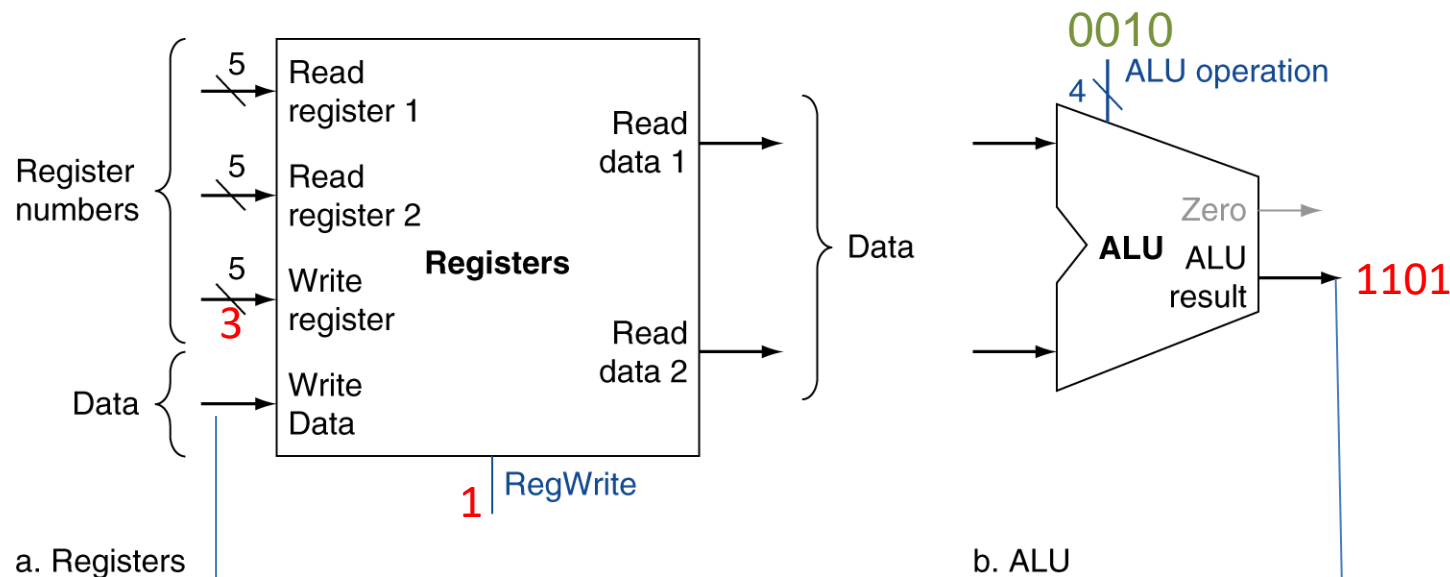 Register
numbers
Data
5
Read
register 1
5
Read
register 2
5
3
Write
register
Write
Data
Registers
Read
data 1
Read
data 2
1
RegWrite
Data
0010
4
ALU operation
Zero
ALU
ALU
result
1101
a. Registers
b. ALU